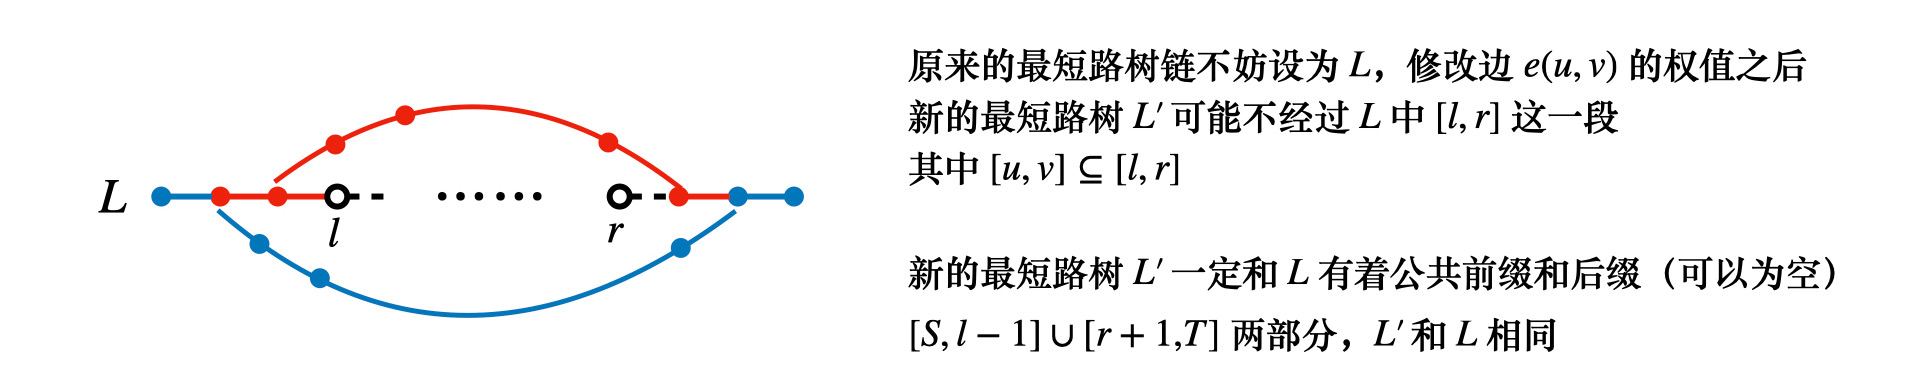 L
l
r
原来的最短路树链不妨设为 L，修改边 e(u, v) 的权值之后
新的最短路树 L′ 可能不经过 L 中 [l, r] 这一段
其中 [u, v] ⊆ [l, r]
新的最短路树 L′ 一定和 L 有着公共前缀和后缀（可以为空）
[S, l − 1] ∪ [r + 1,T] 两部分，L′ 和 L 相同